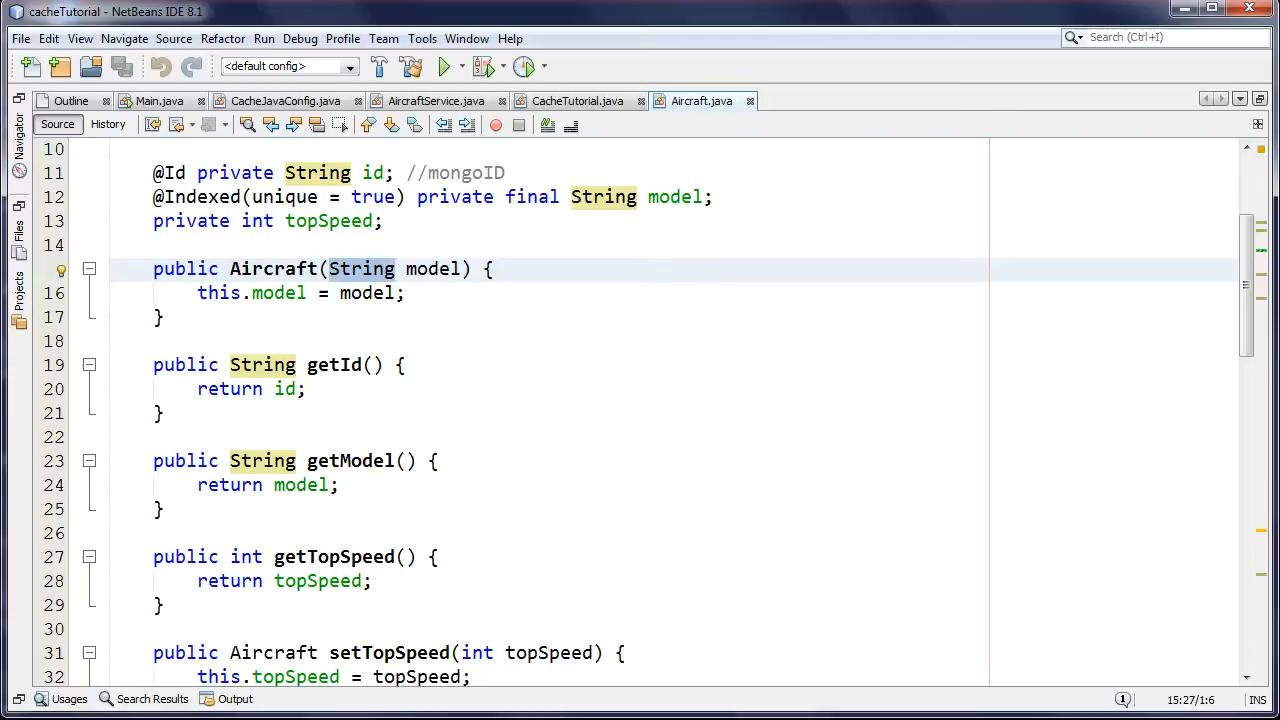 cacheTutorial - NetBeans IDE 8.1
File Edit View Navigate Source Refactor Run Debug Profile Team Tools Window Help
Search (Ctrl+I)
<default config>
Outline Main.java CacheJavaConfig.java AircraftService.java CacheTutorial.java Aircraft.java
Source History
Navigator
Files
Projects
10
11 @Id private String id; //mongoID
12 @Indexed(unique = true) private final String model;
13 private int topSpeed;
14
public Aircraft(String model) {
16 this.model = model;
17 }
18
19 public String getId() {
20 return id;
21 }
22
23 public String getModel() {
24 return model;
25 }
26
27 public int getTopSpeed() {
28 return topSpeed;
29 }
30
31 public Aircraft setTopSpeed(int topSpeed) {
32 this.topSpeed = topSpeed;
Usages Search Results Output
1 15:27/1:6 INS